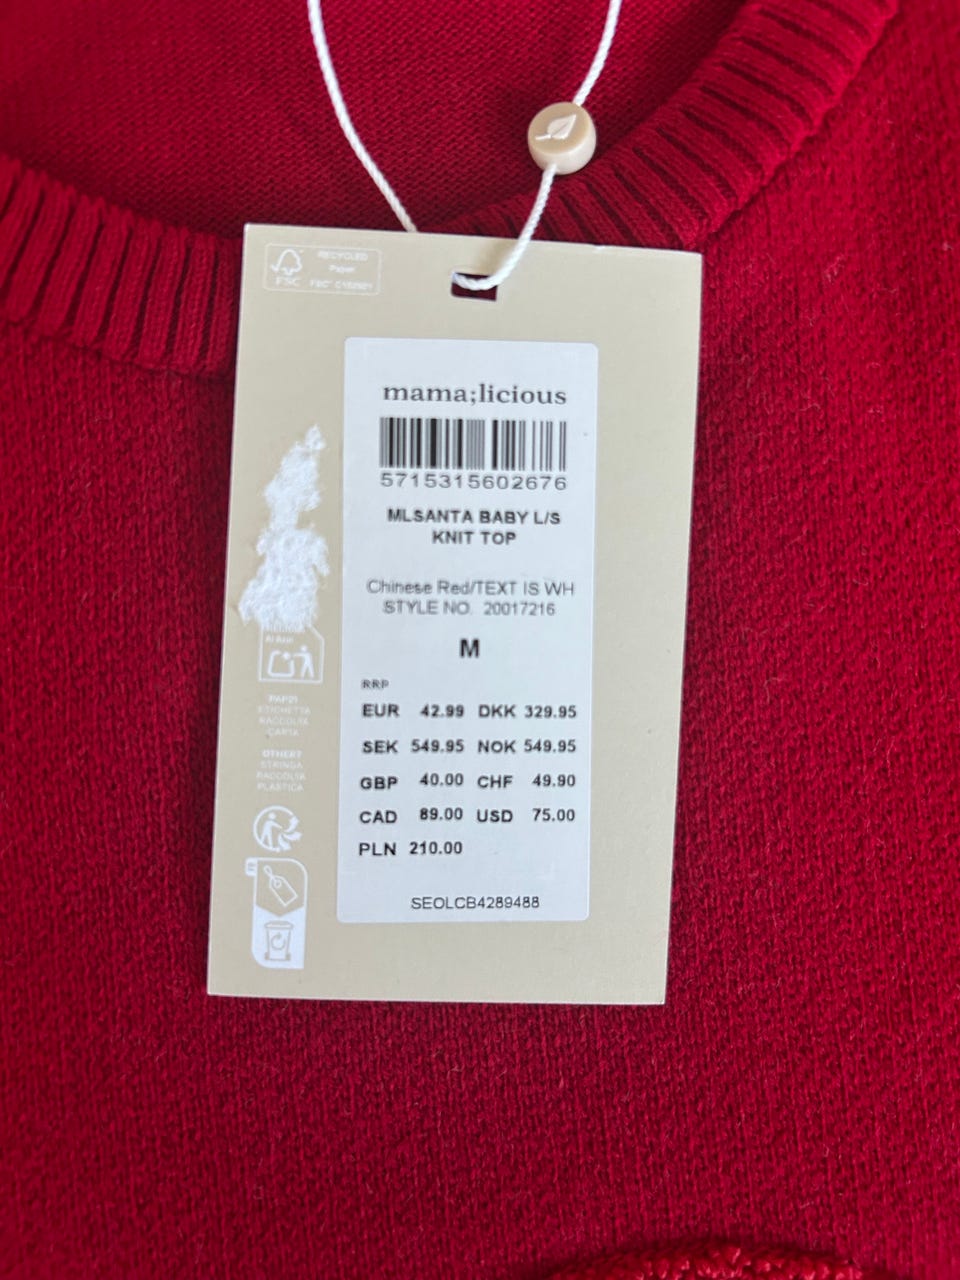 FSC
RECYCLED
Paper
mama;licious
5715315602676
MLSANTA BABY L/S
KNIT TOP
Chinese Red/TEXT IS WH
STYLE NO. 20017216
M
RRP
EUR 42.99 DKK 329.95
SEK 549.95 NOK 549.95
GBP 40.00 CHF 49.90
CAD 89.00 USD 75.00
PLN 210.00
SEOLCB4289488
PAP21
ETICHETTA
RACCOLTA
CARTA
OTHER7
STRINGA
RACCOLTA
PLASTICA